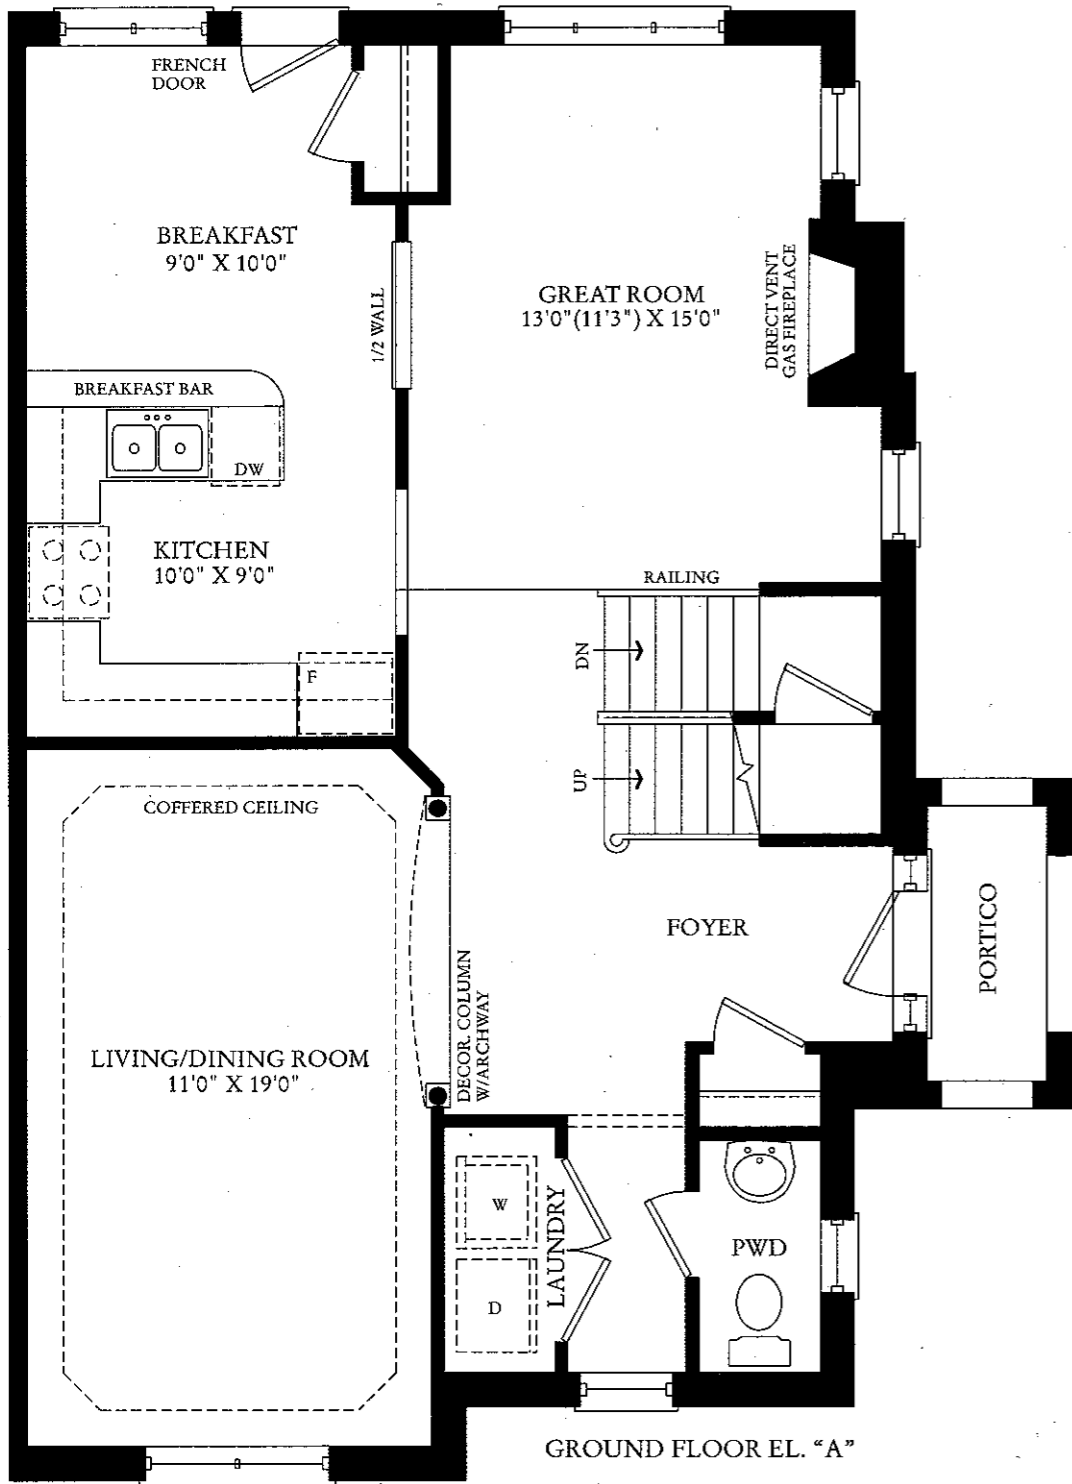 FRENCH
DOOR
BREAKFAST
9'0" X 10'0"
1/2 WALL
GREAT ROOM
13'0"(11'3") X 15'0"
DIRECT VENT
GAS FIREPLACE
BREAKFAST BAR
DW
KITCHEN
10'0" X 9'0"
F
RAILING
DN
UP
COFFERED CEILING
FOYER
PORTICO
DECOR. COLUMN
W/ARCHWAY
LIVING/DINING ROOM
11'0" X 19'0"
W
D
LAUNDRY
PWD
GROUND FLOOR EL. “A”